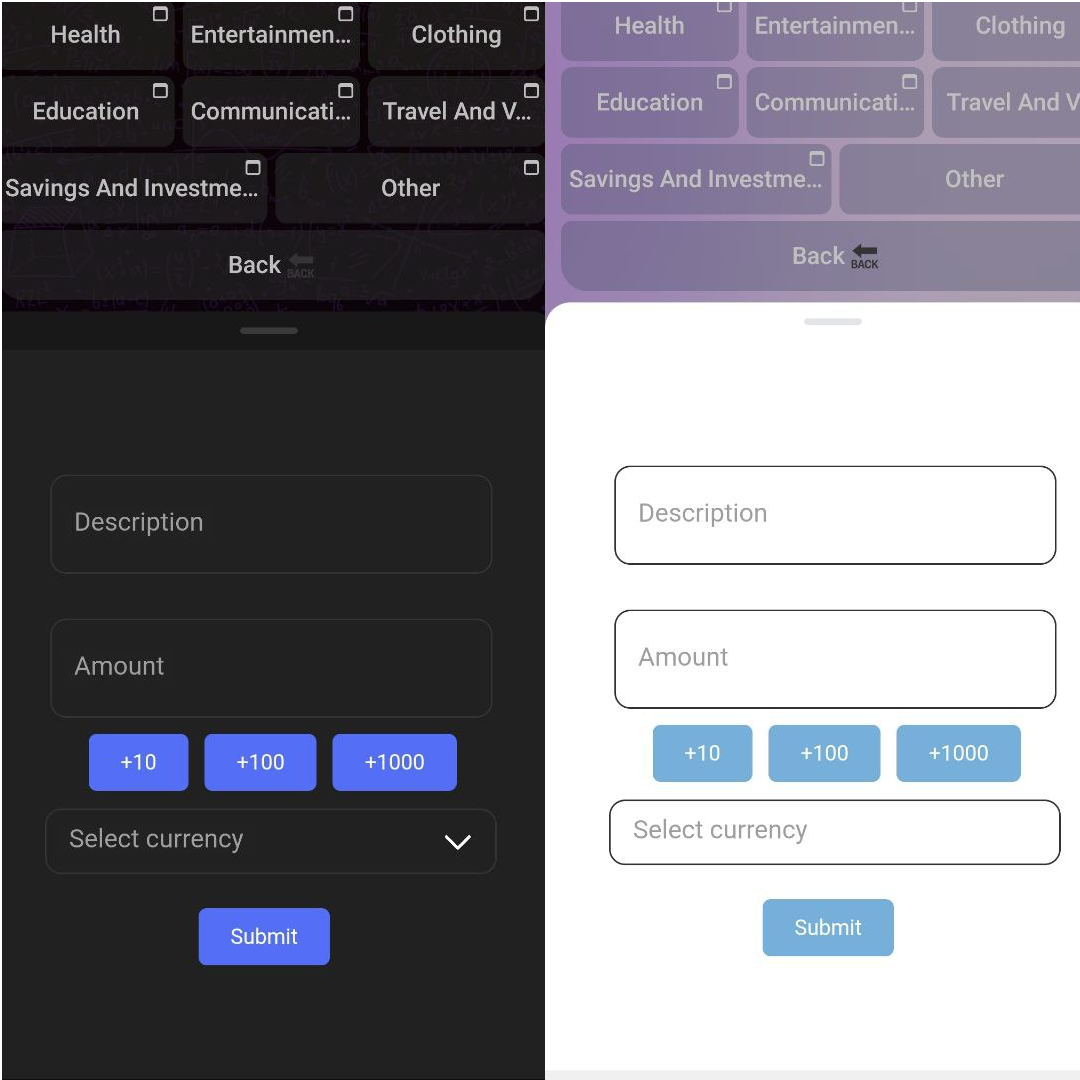 Health Entertainmen... Clothing
Education Communicati... Travel And V...
Savings And Investme... Other
Back BACK
Description
Amount
+10 +100 +1000
Select currency
Submit
Health Entertainmen... Clothing
Education Communicati... Travel And V
Savings And Investme... Other
Back BACK
Description
Amount
+10 +100 +1000
Select currency
Submit